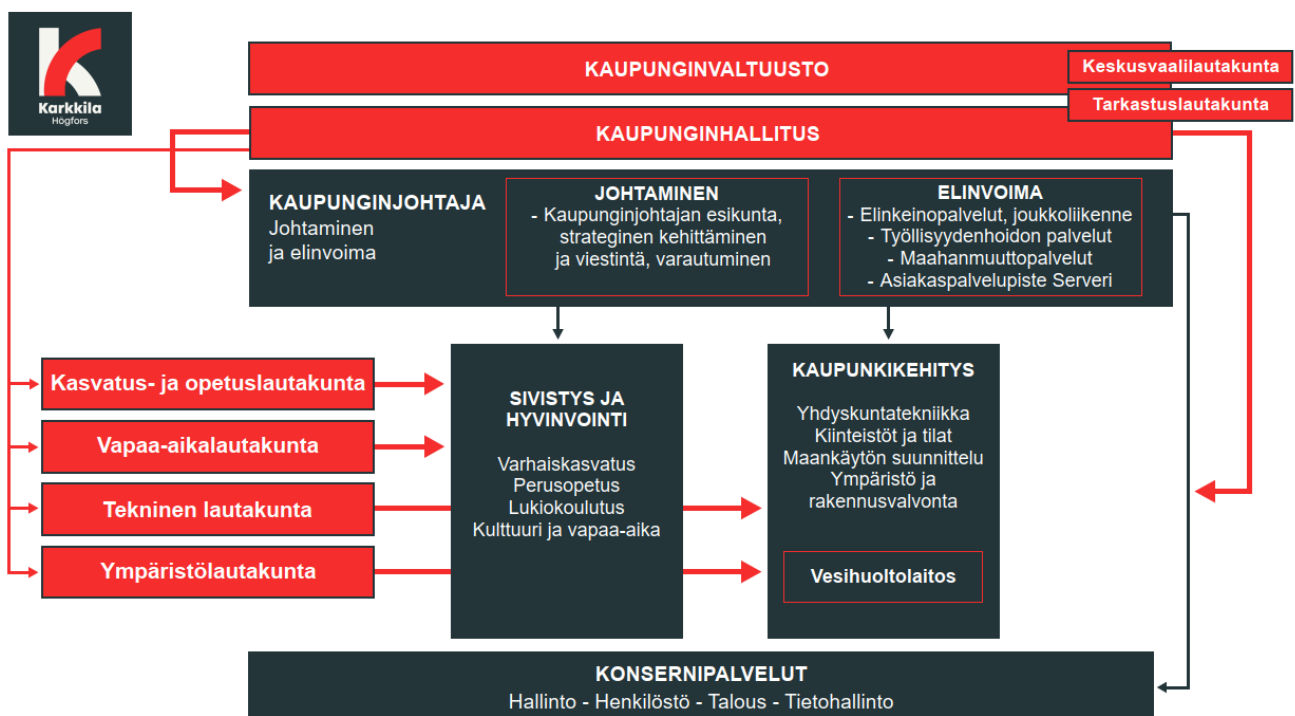 Karkkila
Högfors
KAUPUNGINVALTUUSTO
Keskusvaalilautakunta
Tarkastuslautakunta
KAUPUNGINHALLITUS
KAUPUNGINJOHTAJA
Johtaminen
ja elinvoima
JOHTAMINEN
- Kaupunginjohtajan esikunta,
strateginen kehittäminen
ja viestintä, varautuminen
ELINVOIMA
- Elinkeinopalvelut, joukkoliikenne
- Työllisyydenhoidon palvelut
- Maahanmuuttopalvelut
- Asiakaspalvelupiste Serveri
Kasvatus- ja opetuslautakunta
Vapaa-aikalautakunta
Tekninen lautakunta
Ympäristölautakunta
SIVISTYS JA
HYVINVOINTI
Varhaiskasvatus
Perusopetus
Lukiokoulutus
Kulttuuri ja vapaa-aika
KAUPUNKIKEHITYS
Yhdyskuntatekniikka
Kiinteistöt ja tilat
Maankäytön suunnittelu
Ympäristö ja
rakennusvalvonta
Vesihuoltolaitos
KONSERNIPALVELUT
Hallinto - Henkilöstö - Talous - Tietohallinto